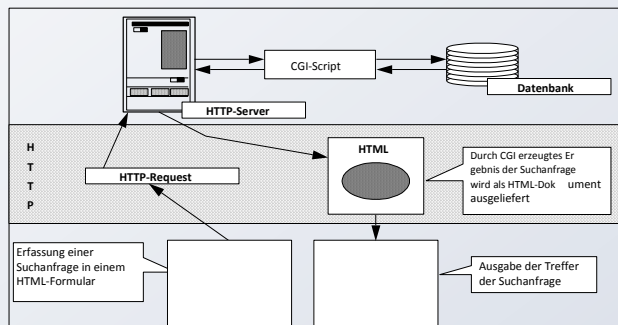 CGI-Script
Datenbank
HTTP-Server
H
T
T
P
HTTP-Request
HTML
Durch CGI erzeugtes Er
gebnis der Suchanfrage
wird als HTML-Dok ument
ausgeliefert
Erfassung einer
Suchanfrage in einem
HTML-Formular
Ausgabe der Treffer
der Suchanfrage